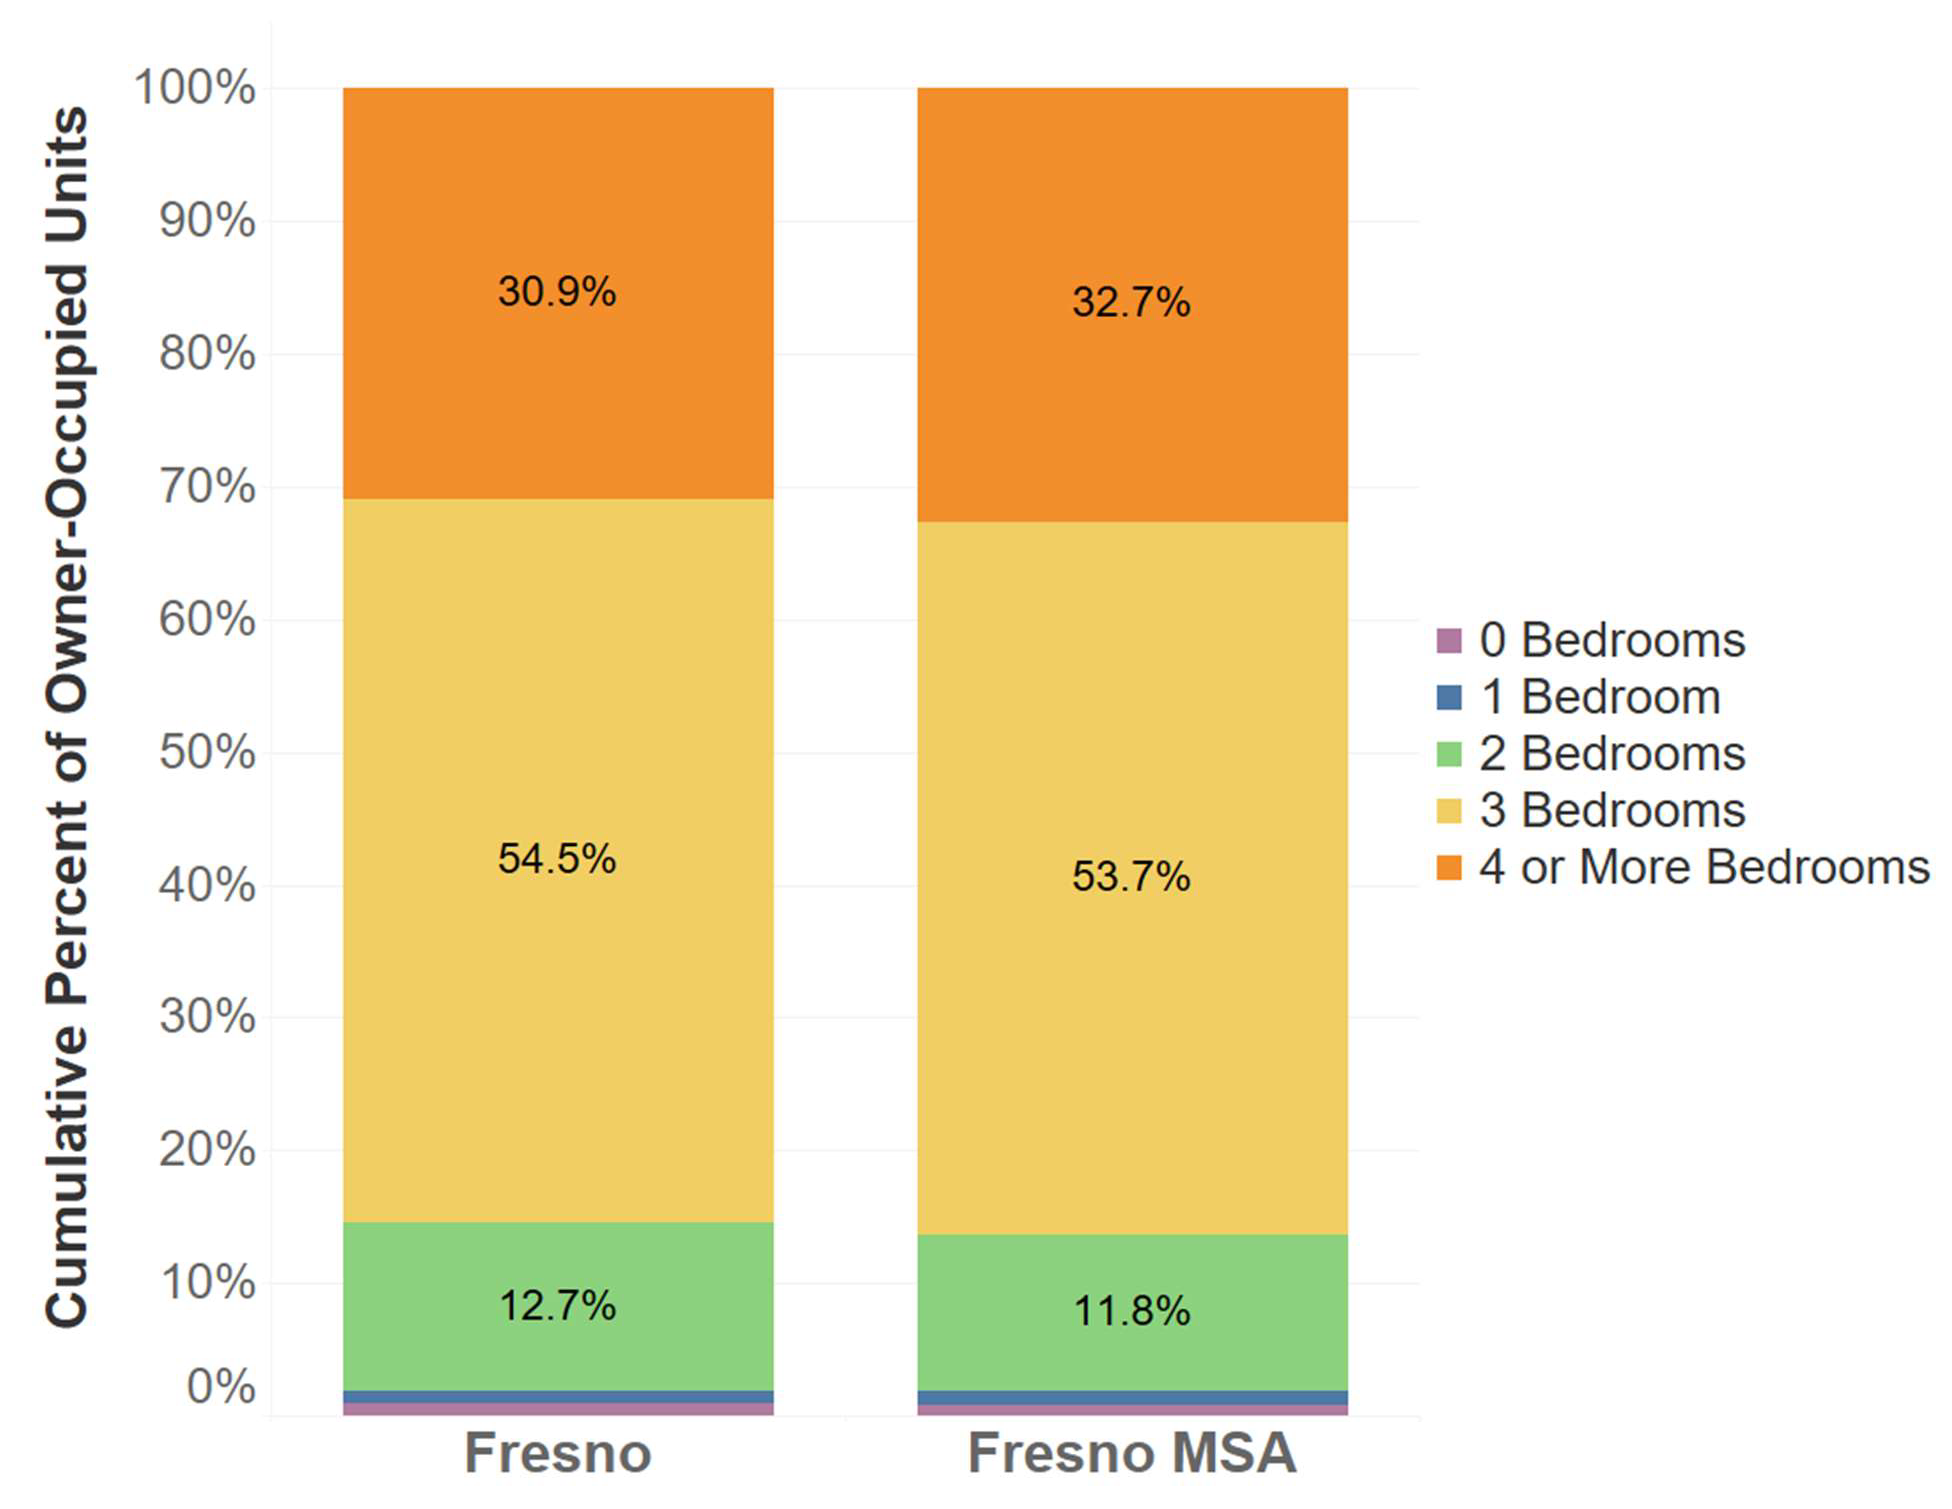 Cumulative Percent of Owner-Occupied Units
100%
90%
80%
70%
60%
50%
40%
30%
20%
10%
0%
30.9%
54.5%
12.7%
32.7%
53.7%
11.8%
Fresno
Fresno MSA
0 Bedrooms
1 Bedroom
2 Bedrooms
3 Bedrooms
4 or More Bedrooms